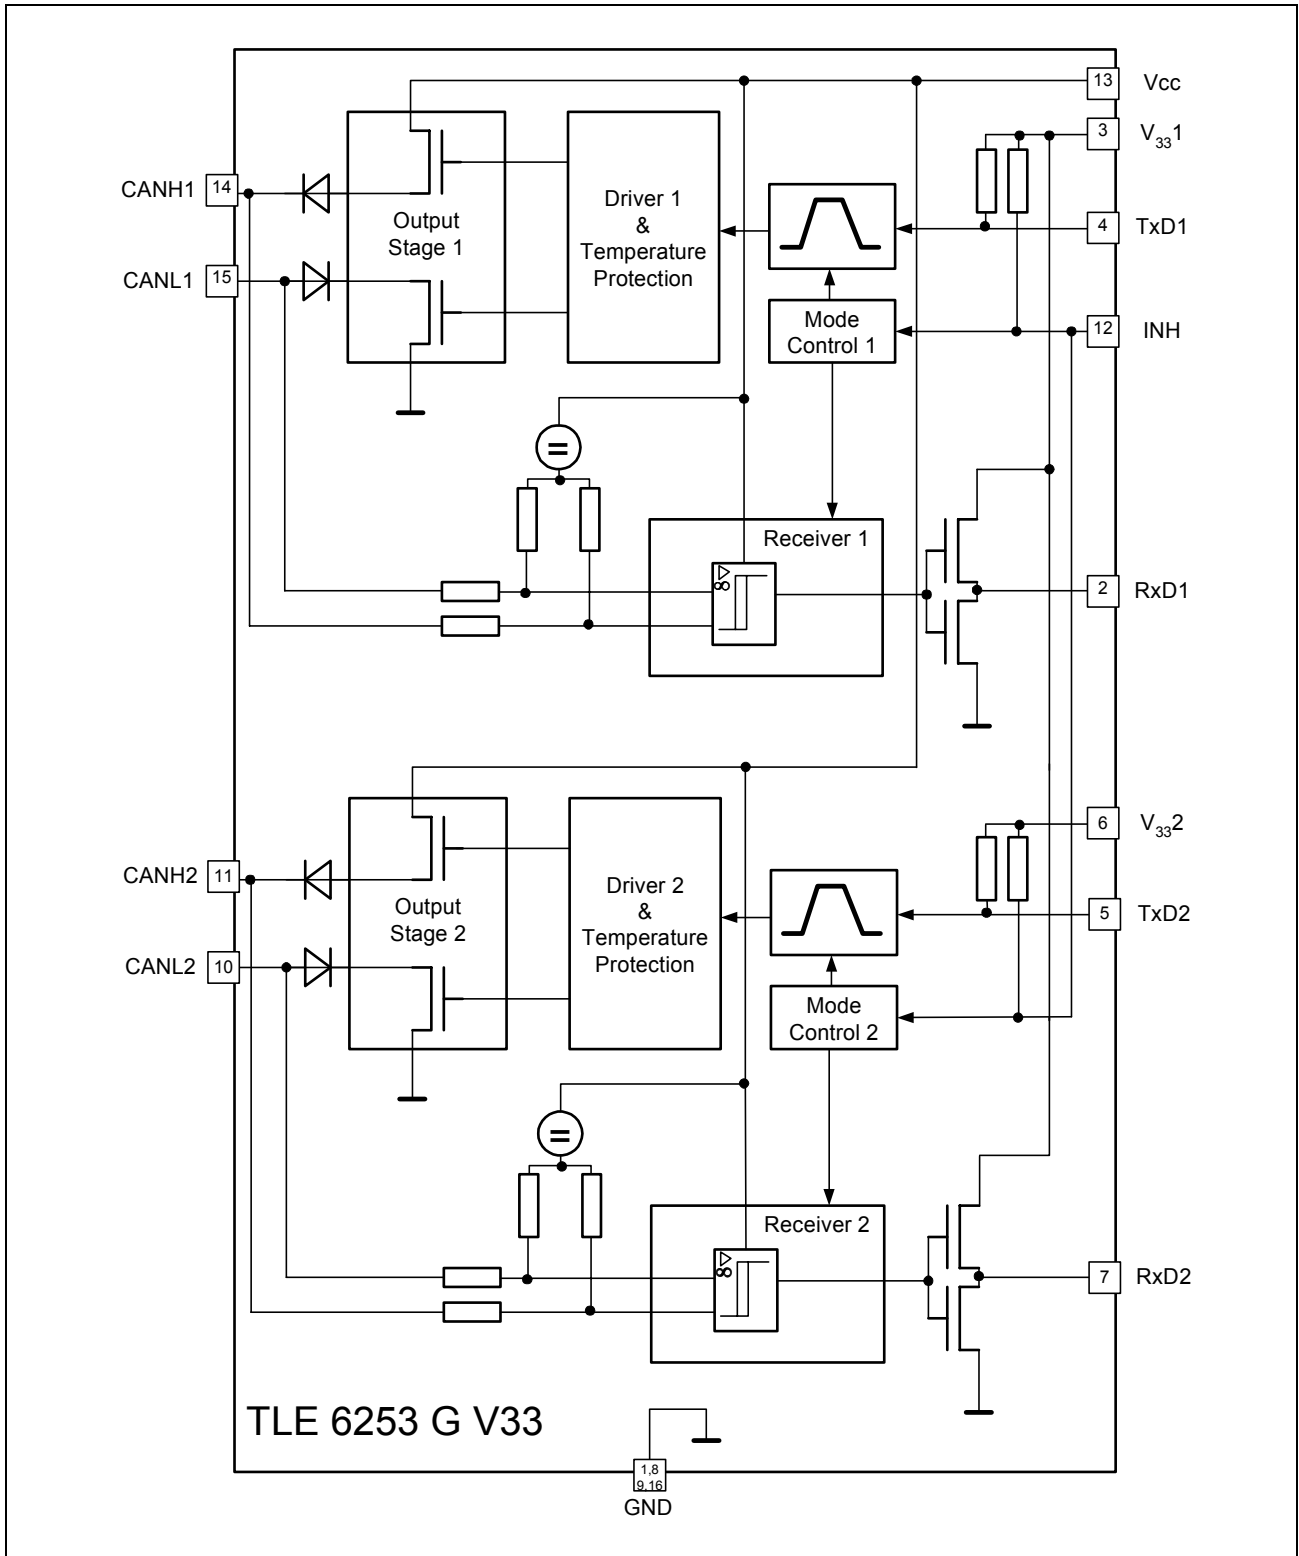 13 Vcc
3 V₃₃1
CANH1 14
Output
Stage 1
Driver 1
&
Temperature
Protection
4 TxD1
CANL1 15
Mode
Control 1
12 INH
=
Receiver 1
▷
∞
2 RxD1
6 V₃₃2
CANH2 11
Output
Stage 2
Driver 2
&
Temperature
Protection
5 TxD2
CANL2 10
Mode
Control 2
=
Receiver 2
▷
∞
7 RxD2
TLE 6253 G V33
1,8
9,16
GND